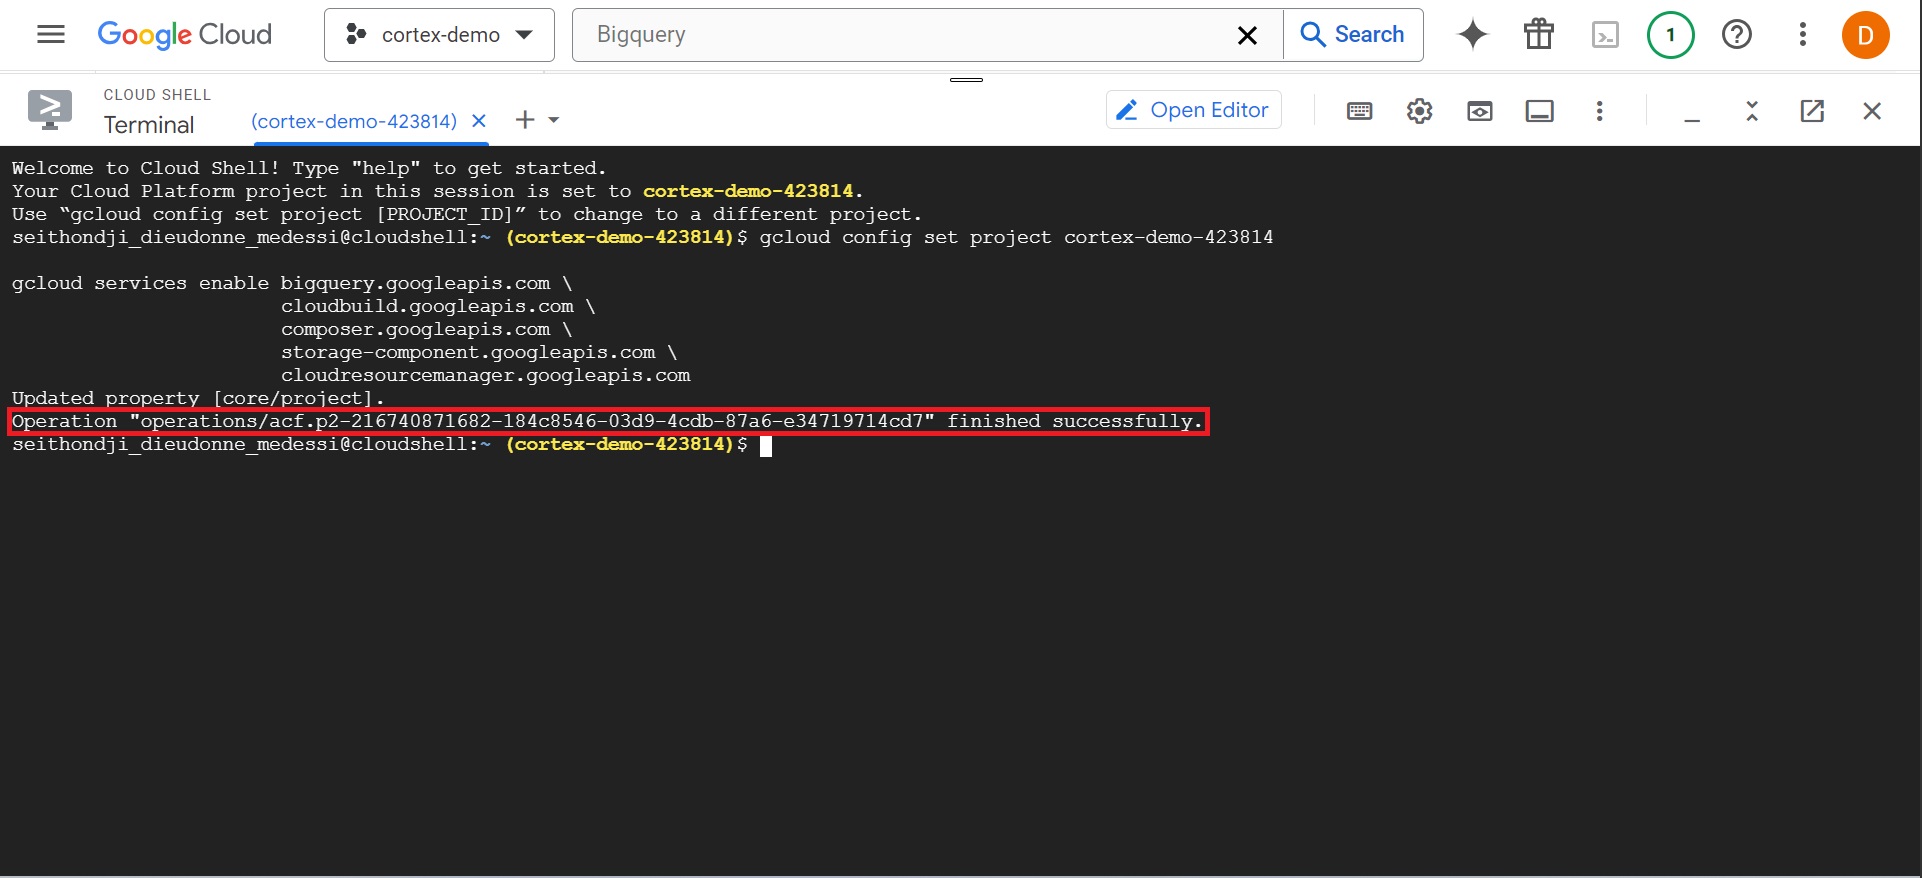 Google Cloud
cortex-demo
Bigquery
Search
1
D
CLOUD SHELL
Terminal
(cortex-demo-423814)
Open Editor
Welcome to Cloud Shell! Type "help" to get started.
Your Cloud Platform project in this session is set to cortex-demo-423814.
Use “gcloud config set project [PROJECT_ID]” to change to a different project.
seithondji_dieudonne_medessi@cloudshell:~ (cortex-demo-423814)$ gcloud config set project cortex-demo-423814
gcloud services enable bigquery.googleapis.com \
cloudbuild.googleapis.com \
composer.googleapis.com \
storage-component.googleapis.com \
cloudresourcemanager.googleapis.com
Updated property [core/project].
Operation "operations/acf.p2-216740871682-184c8546-03d9-4cdb-87a6-e34719714cd7" finished successfully.
seithondji_dieudonne_medessi@cloudshell:~ (cortex-demo-423814)$